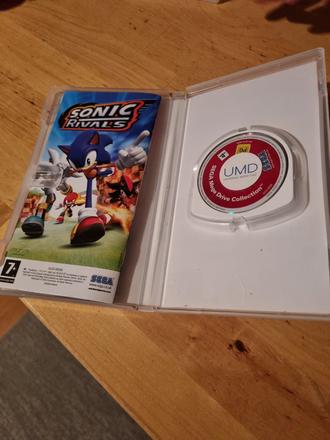 SONIC
RIVALS
7+
SEGA
UMD
SEGA Mega Drive Collection